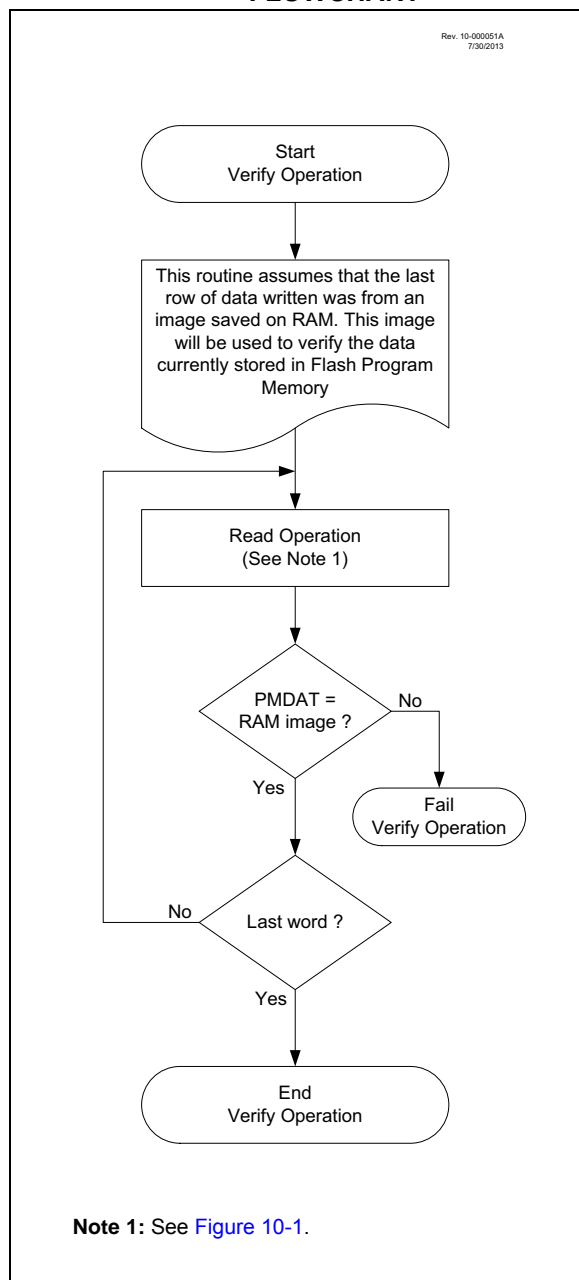 FLOWCHART
Rev. 10-000051A
7/30/2013
Start
Verify Operation
This routine assumes that the last
row of data written was from an
image saved on RAM. This image
will be used to verify the data
currently stored in Flash Program
Memory
Read Operation
(See Note 1)
PMDAT =
RAM image ?
No
Yes
Fail
Verify Operation
Last word ?
No
Yes
End
Verify Operation
Note 1: See Figure 10-1.